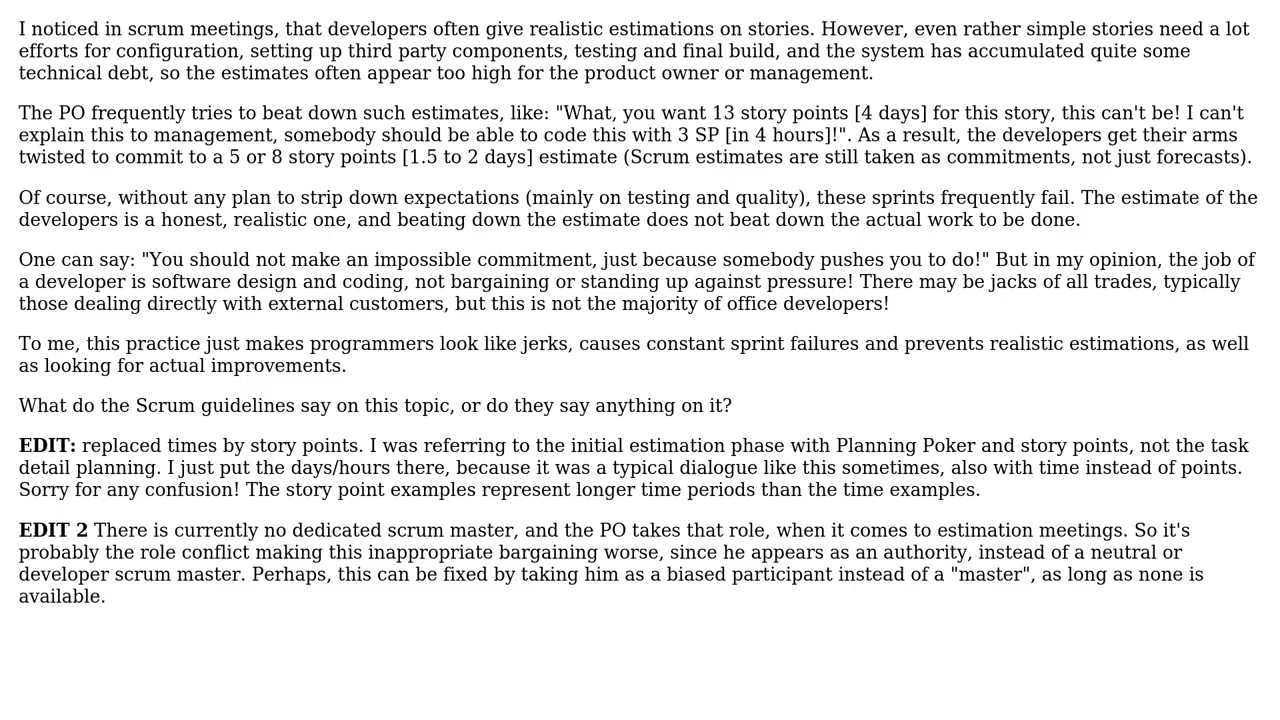 I noticed in scrum meetings, that developers often give realistic estimations on stories. However, even rather simple stories need a lot
efforts for configuration, setting up third party components, testing and final build, and the system has accumulated quite some
technical debt, so the estimates often appear too high for the product owner or management.
The PO frequently tries to beat down such estimates, like: "What, you want 13 story points [4 days] for this story, this can't be! I can't
explain this to management, somebody should be able to code this with 3 SP [in 4 hours]!". As a result, the developers get their arms
twisted to commit to a 5 or 8 story points [1.5 to 2 days] estimate (Scrum estimates are still taken as commitments, not just forecasts).
Of course, without any plan to strip down expectations (mainly on testing and quality), these sprints frequently fail. The estimate of the
developers is a honest, realistic one, and beating down the estimate does not beat down the actual work to be done.
One can say: "You should not make an impossible commitment, just because somebody pushes you to do!" But in my opinion, the job of
a developer is software design and coding, not bargaining or standing up against pressure! There may be jacks of all trades, typically
those dealing directly with external customers, but this is not the majority of office developers!
To me, this practice just makes programmers look like jerks, causes constant sprint failures and prevents realistic estimations, as well
as looking for actual improvements.
What do the Scrum guidelines say on this topic, or do they say anything on it?
EDIT: replaced times by story points. I was referring to the initial estimation phase with Planning Poker and story points, not the task
detail planning. I just put the days/hours there, because it was a typical dialogue like this sometimes, also with time instead of points.
Sorry for any confusion! The story point examples represent longer time periods than the time examples.
EDIT 2 There is currently no dedicated scrum master, and the PO takes that role, when it comes to estimation meetings. So it's
probably the role conflict making this inappropriate bargaining worse, since he appears as an authority, instead of a neutral or
developer scrum master. Perhaps, this can be fixed by taking him as a biased participant instead of a "master", as long as none is
available.